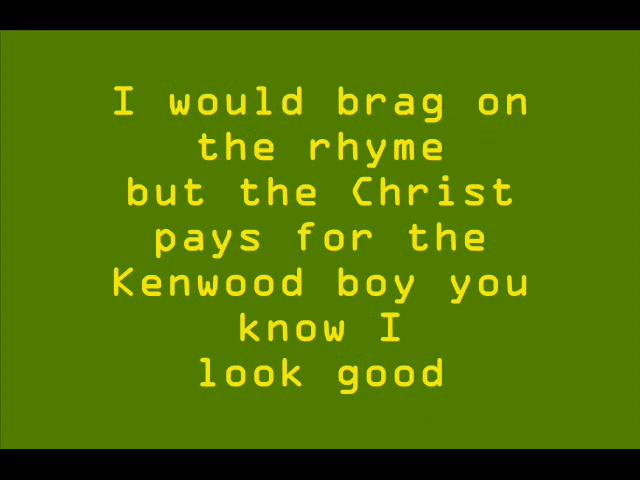 I would brag on
the rhyme
but the Christ
pays for the
Kenwood boy you
know I
look good